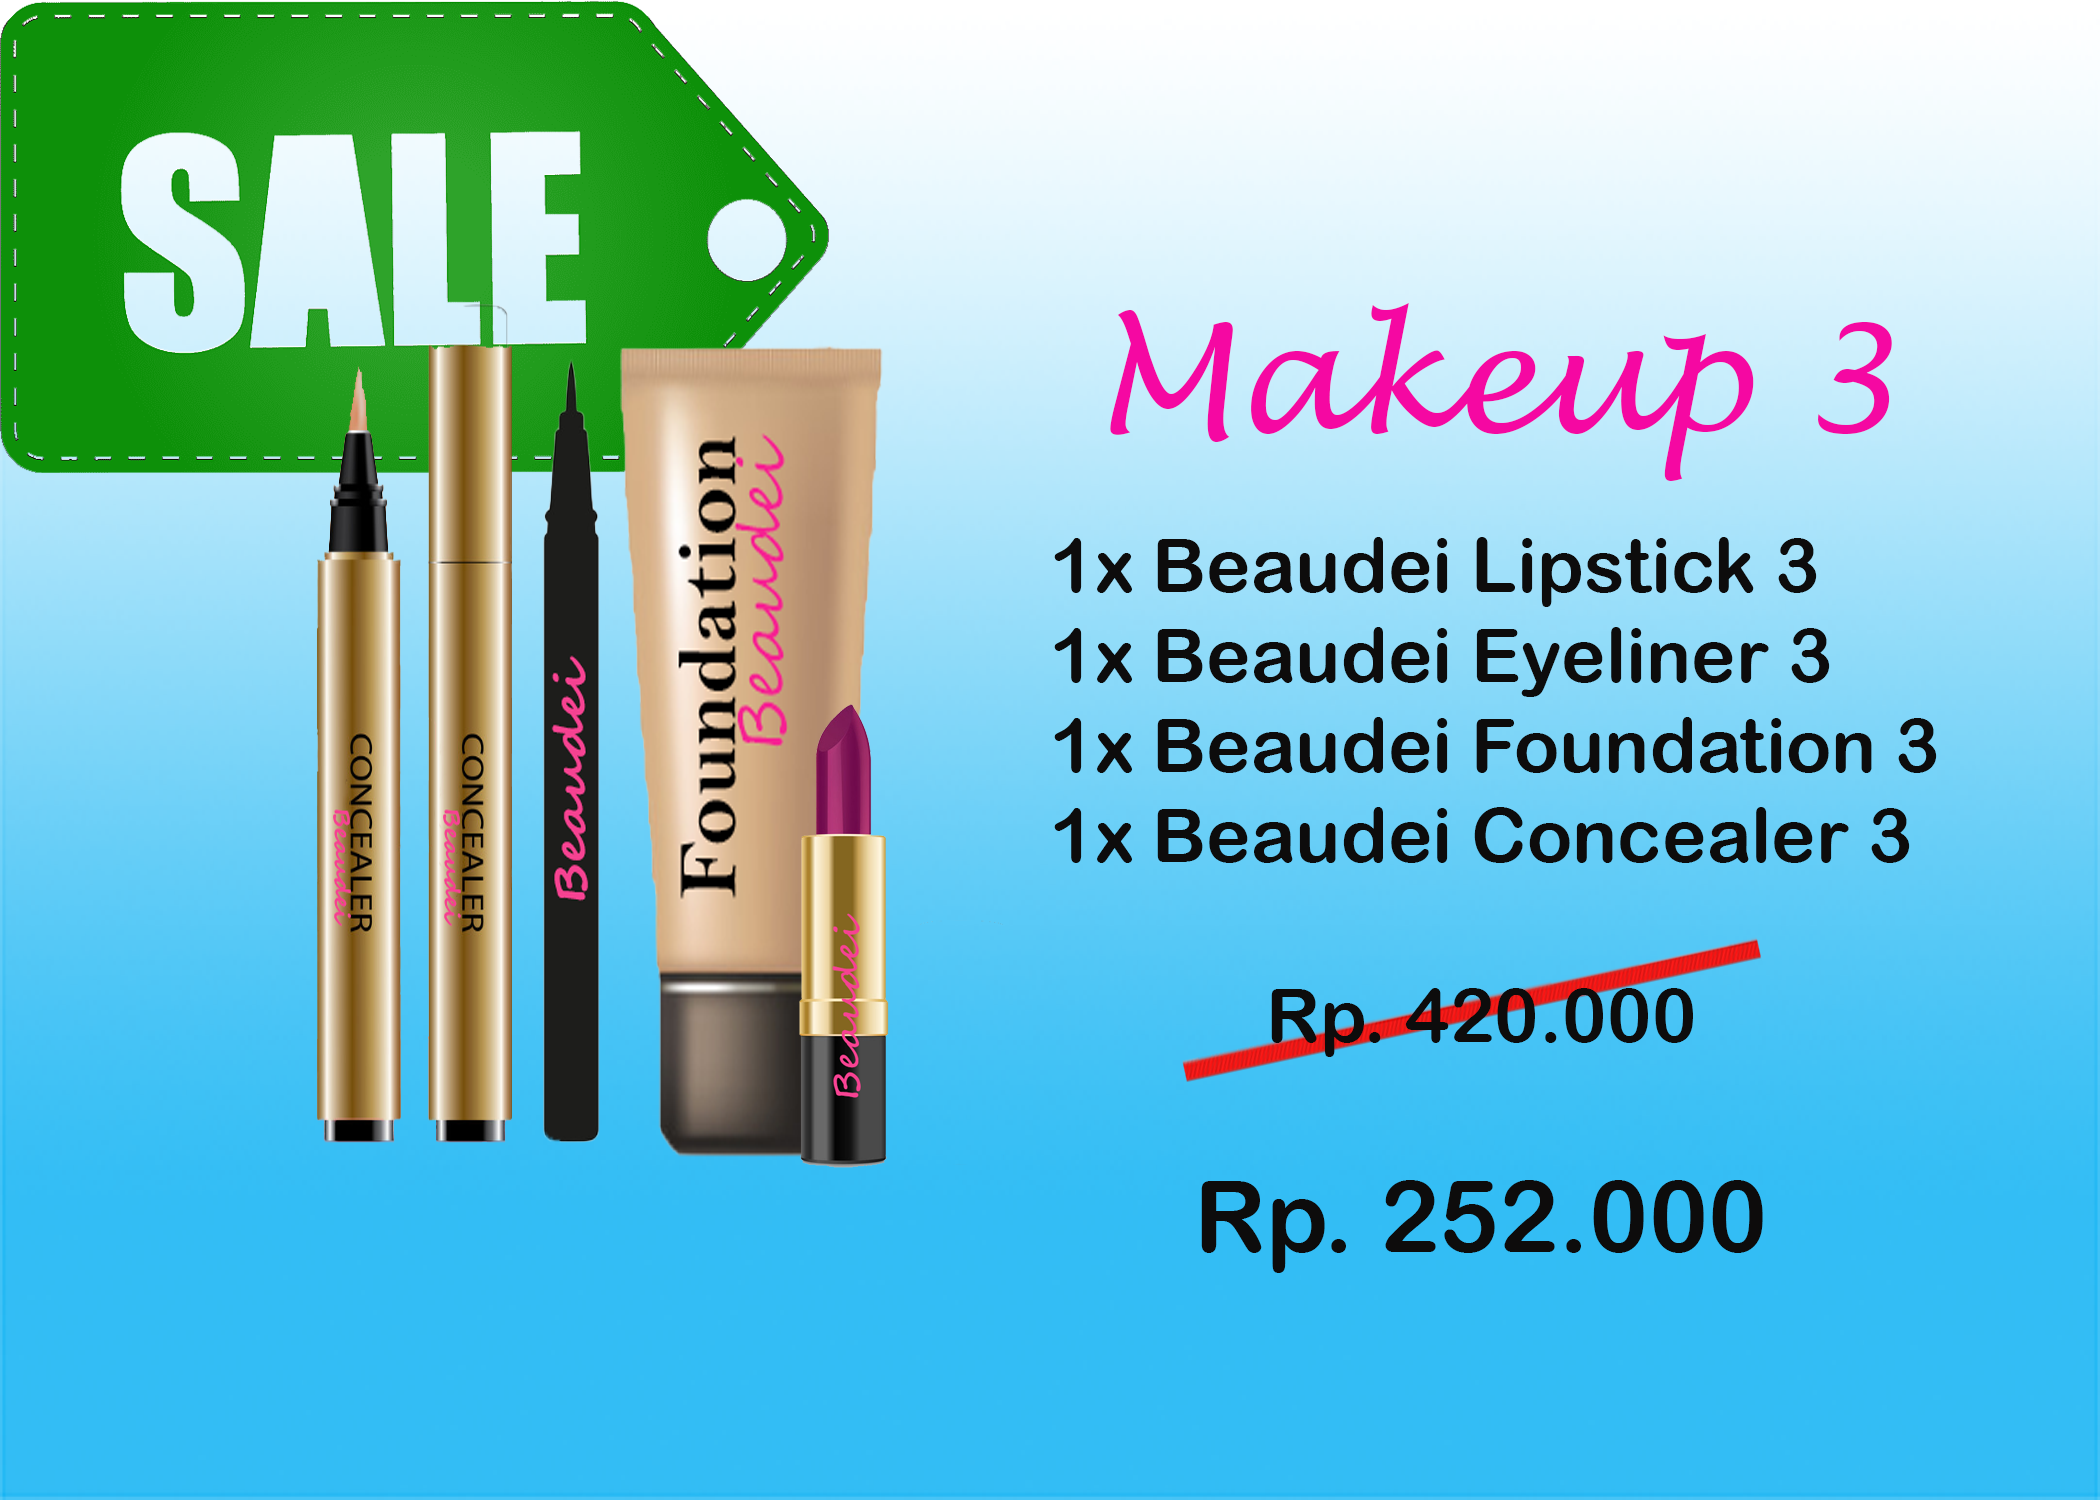 SALE
Makeup 3
1x Beaudei Lipstick 3
1x Beaudei Eyeliner 3
1x Beaudei Foundation 3
1x Beaudei Concealer 3
Rp. 420.000
Rp. 252.000
CONCEALER
Beaudei
CONCEALER
Beaudei
Beaudei
Foundation
Beaudei
Beaudei